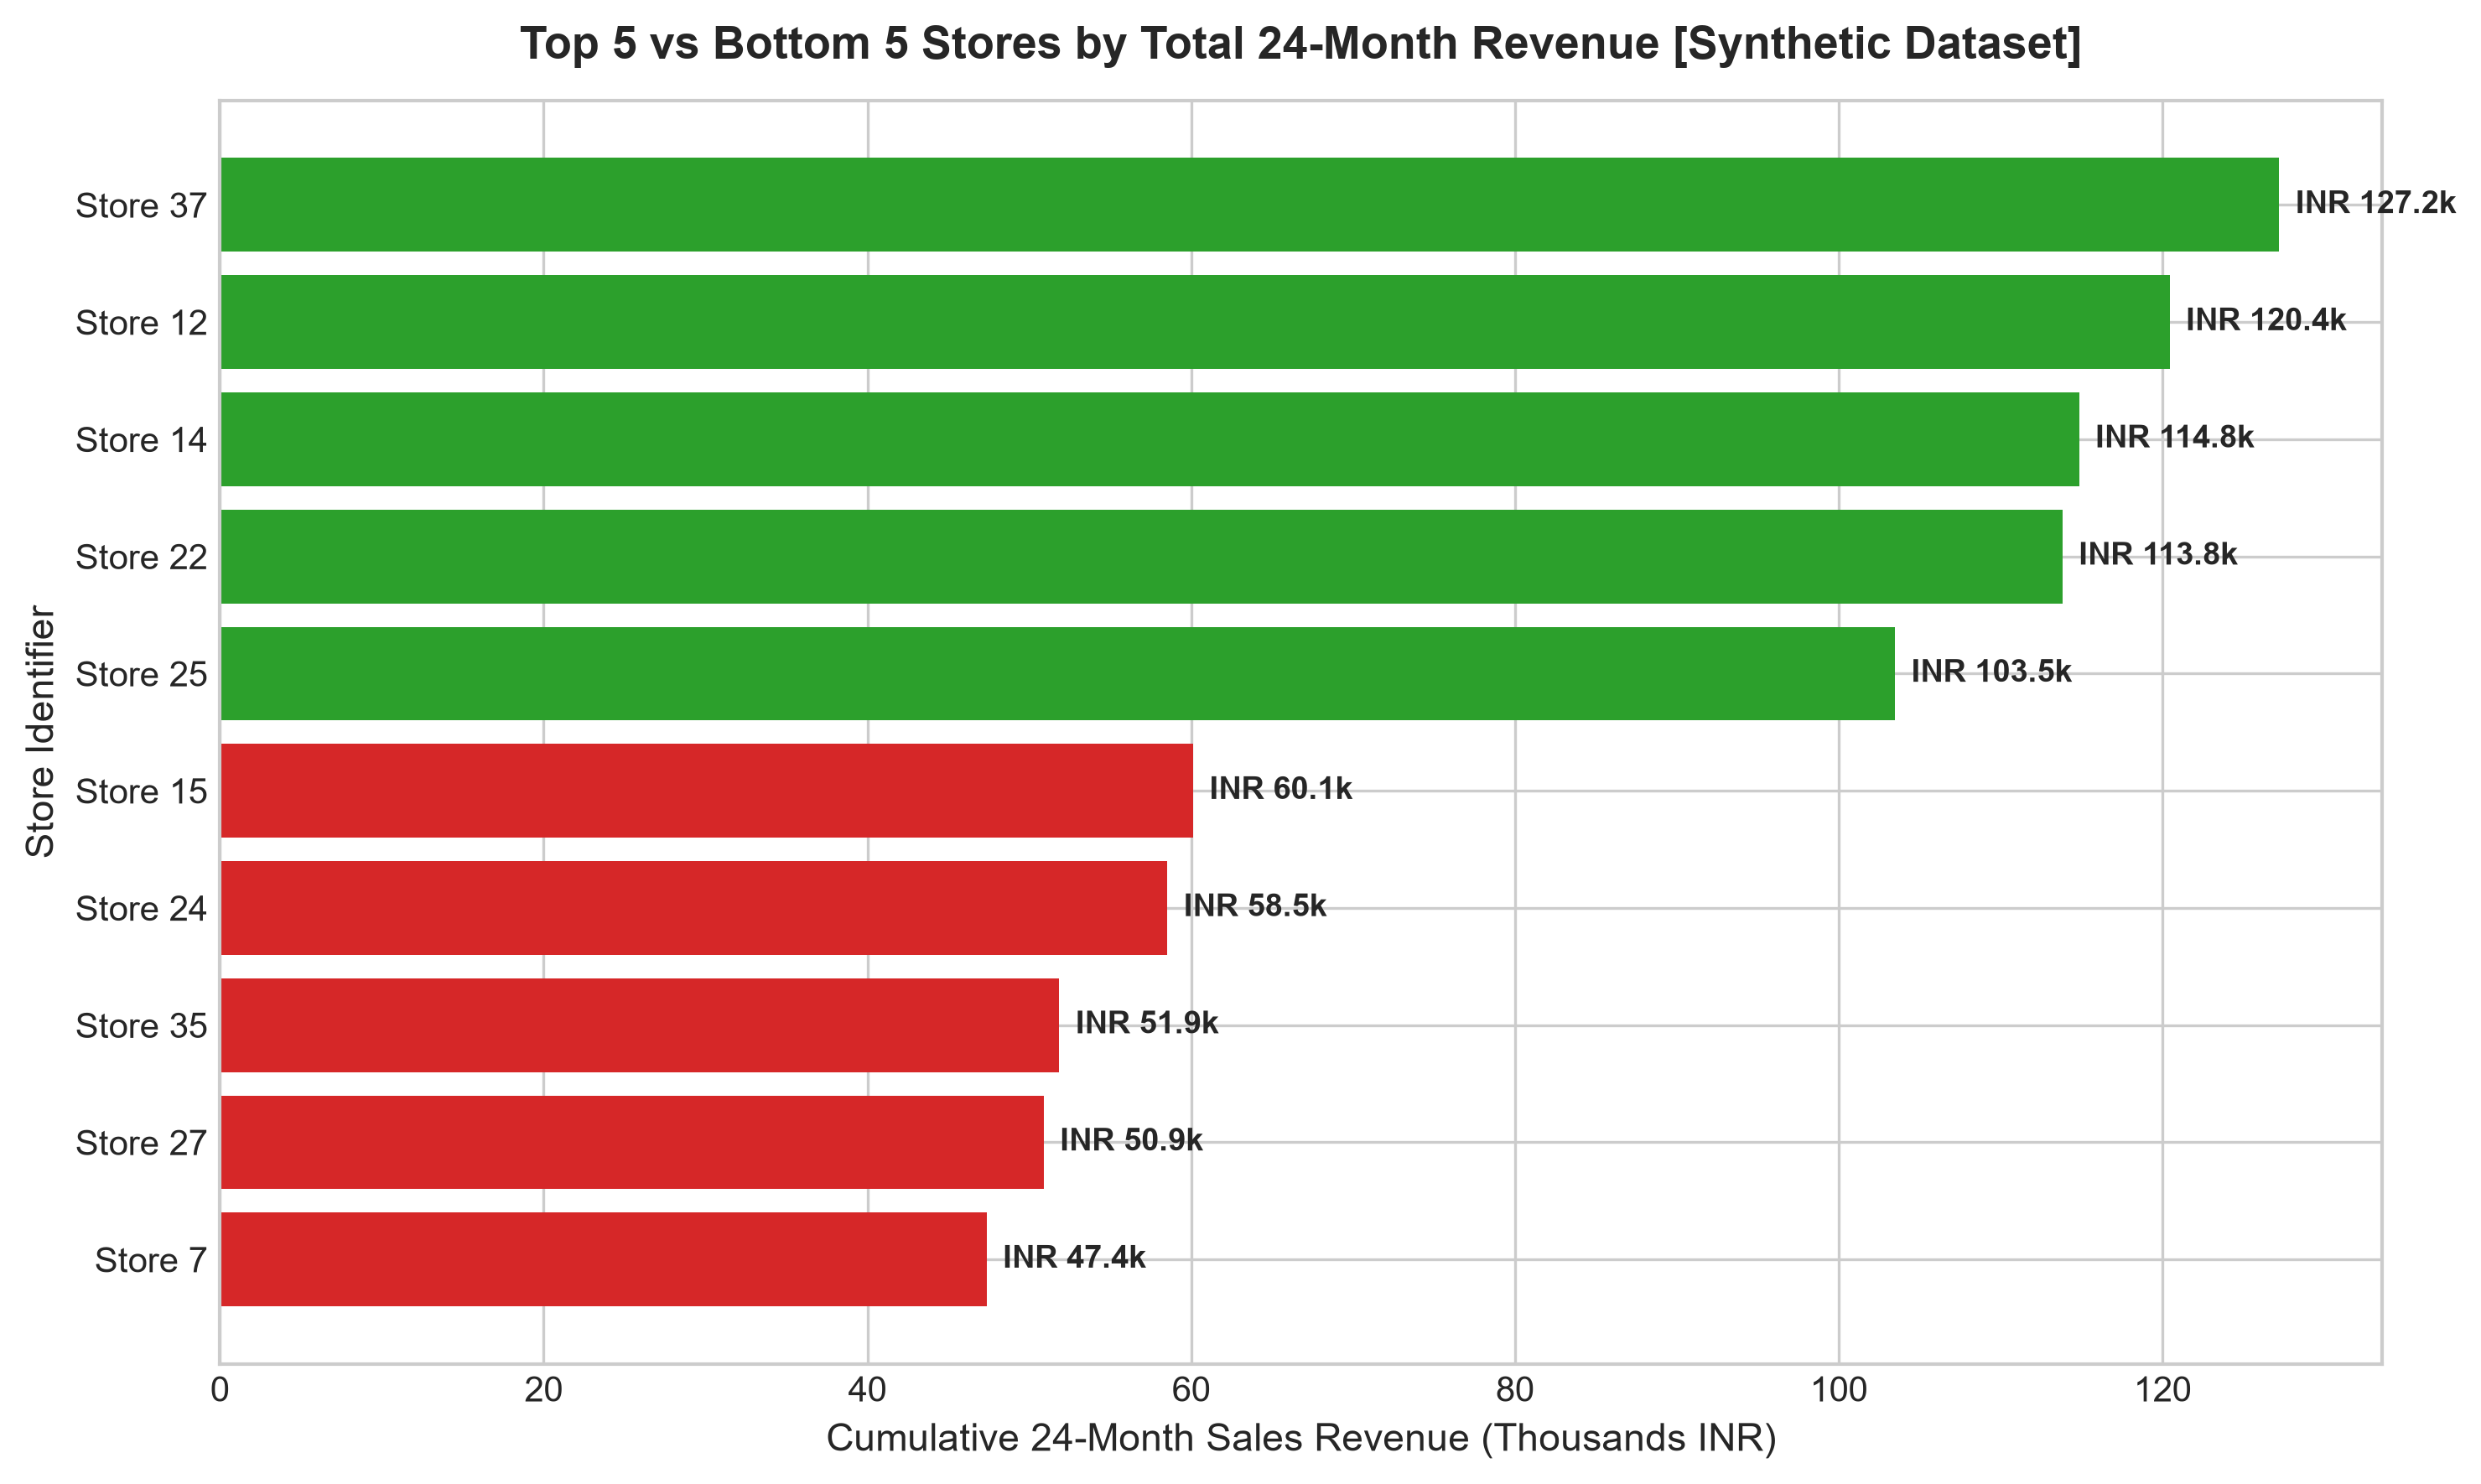 Top 5 vs Bottom 5 Stores by Total 24-Month Revenue [Synthetic Dataset]
Store 37 INR 127.2k
Store 12 INR 120.4k
Store 14 INR 114.8k
Store 22 INR 113.8k
Store 25 INR 103.5k
Store 15 INR 60.1k
Store 24 INR 58.5k
Store 35 INR 51.9k
Store 27 INR 50.9k
Store 7 INR 47.4k
Store Identifier
0 20 40 60 80 100 120
Cumulative 24-Month Sales Revenue (Thousands INR)